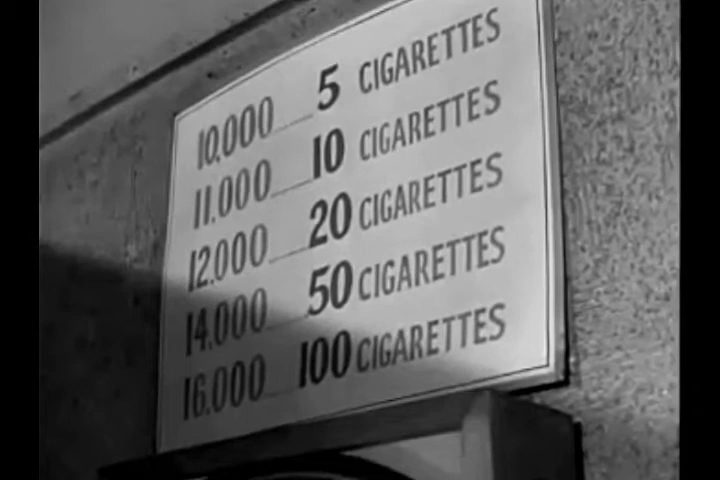 10,000 5 CIGARETTES
11,000 10 CIGARETTES
12,000 20 CIGARETTES
14,000 50 CIGARETTES
16,000 100 CIGARETTES